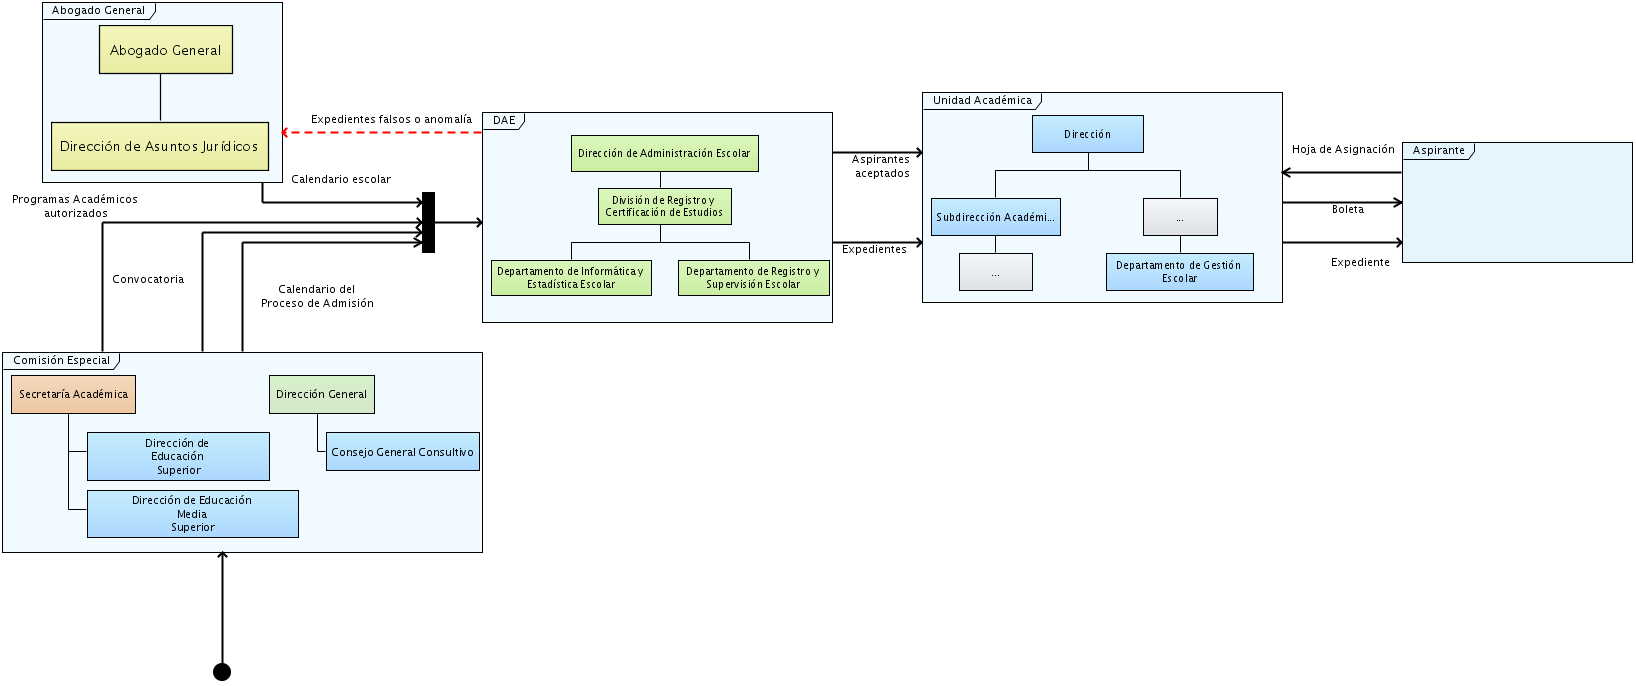 Abogado General
Abogado General
Dirección de Asuntos Jurídicos
Expedientes falsos o anomalía
Calendario escolar
Programas Académicos
autorizados
Convocatoria
Calendario del
Proceso de Admisión
DAE
Dirección de Administración Escolar
División de Registro y
Certificación de Estudios
Departamento de Informática y
Estadística Escolar
Departamento de Registro y
Supervisión Escolar
Aspirantes
aceptados
Expedientes
Unidad Académica
Dirección
Subdirección Académi...
...
...
Departamento de Gestión
Escolar
Hoja de Asignación
Boleta
Expediente
Aspirante
Comisión Especial
Secretaría Académica
Dirección de
Educación
Superior
Dirección de Educación
Media
Superior
Dirección General
Consejo General Consultivo